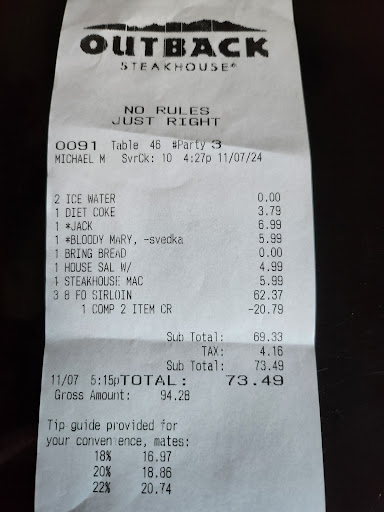 OUTBACK
STEAKHOUSE®
NO RULES
JUST RIGHT
0091 Table 46 #Party 3
MICHAEL M SvrCk: 10 4:27p 11/07/24
2 ICE WATER 0.00
1 DIET COKE 3.79
1 *JACK 6.99
1 *BLOODY MARY, -svedka 5.99
1 BRING BREAD 0.00
1 HOUSE SAL W/ 4.99
1 STEAKHOUSE MAC 5.99
3 8 FO SIRLOIN 62.37
1 COMP 2 ITEM CR -20.79
Sub Total: 69.33
TAX: 4.16
Sub Total: 73.49
11/07 5:15pTOTAL: 73.49
Gross Amount: 94.28
Tip guide provided for
your convenience, mates:
18% 16.97
20% 18.86
22% 20.74